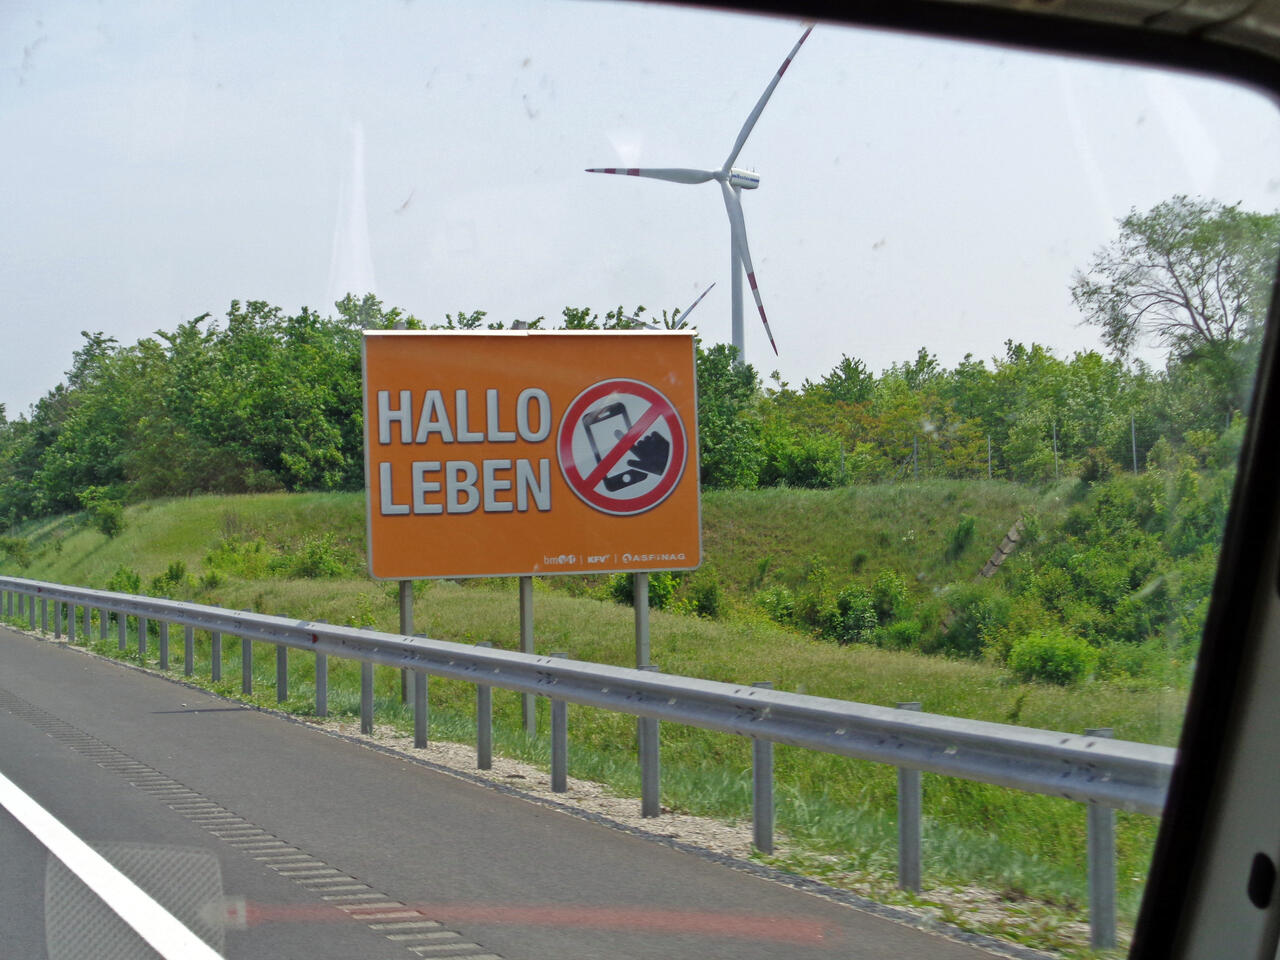 HALLO
LEBEN
bmvit | KFV | ASFiNAG